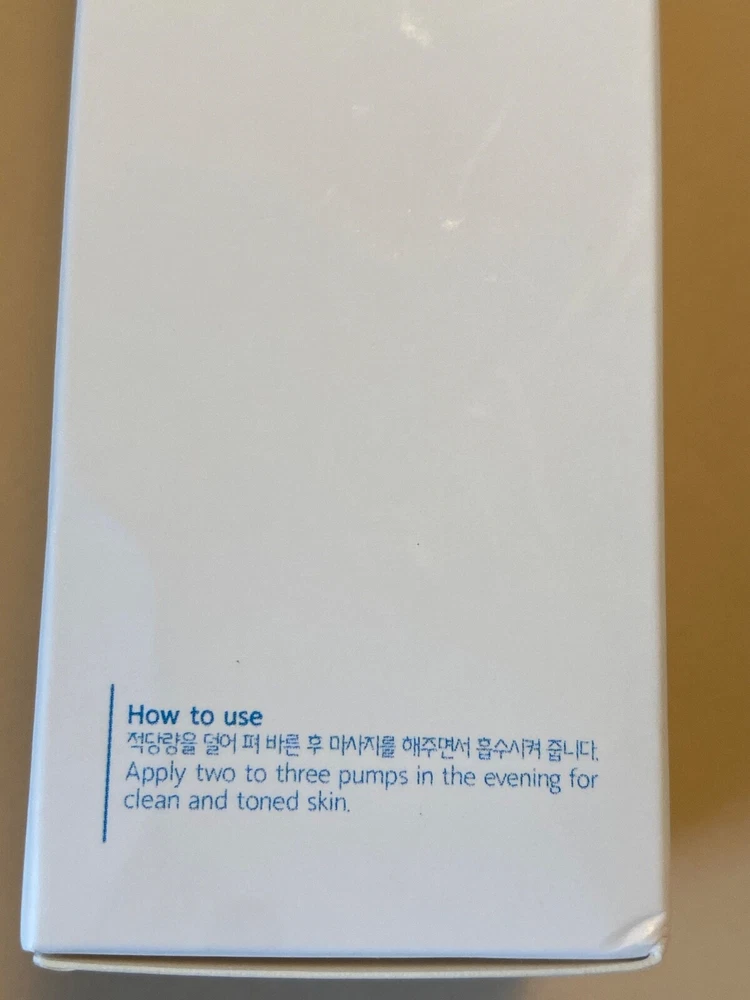 How to use
적당량을 덜어 펴 바른 후 마사지를 해주면서 흡수시켜 줍니다.
Apply two to three pumps in the evening for
clean and toned skin.